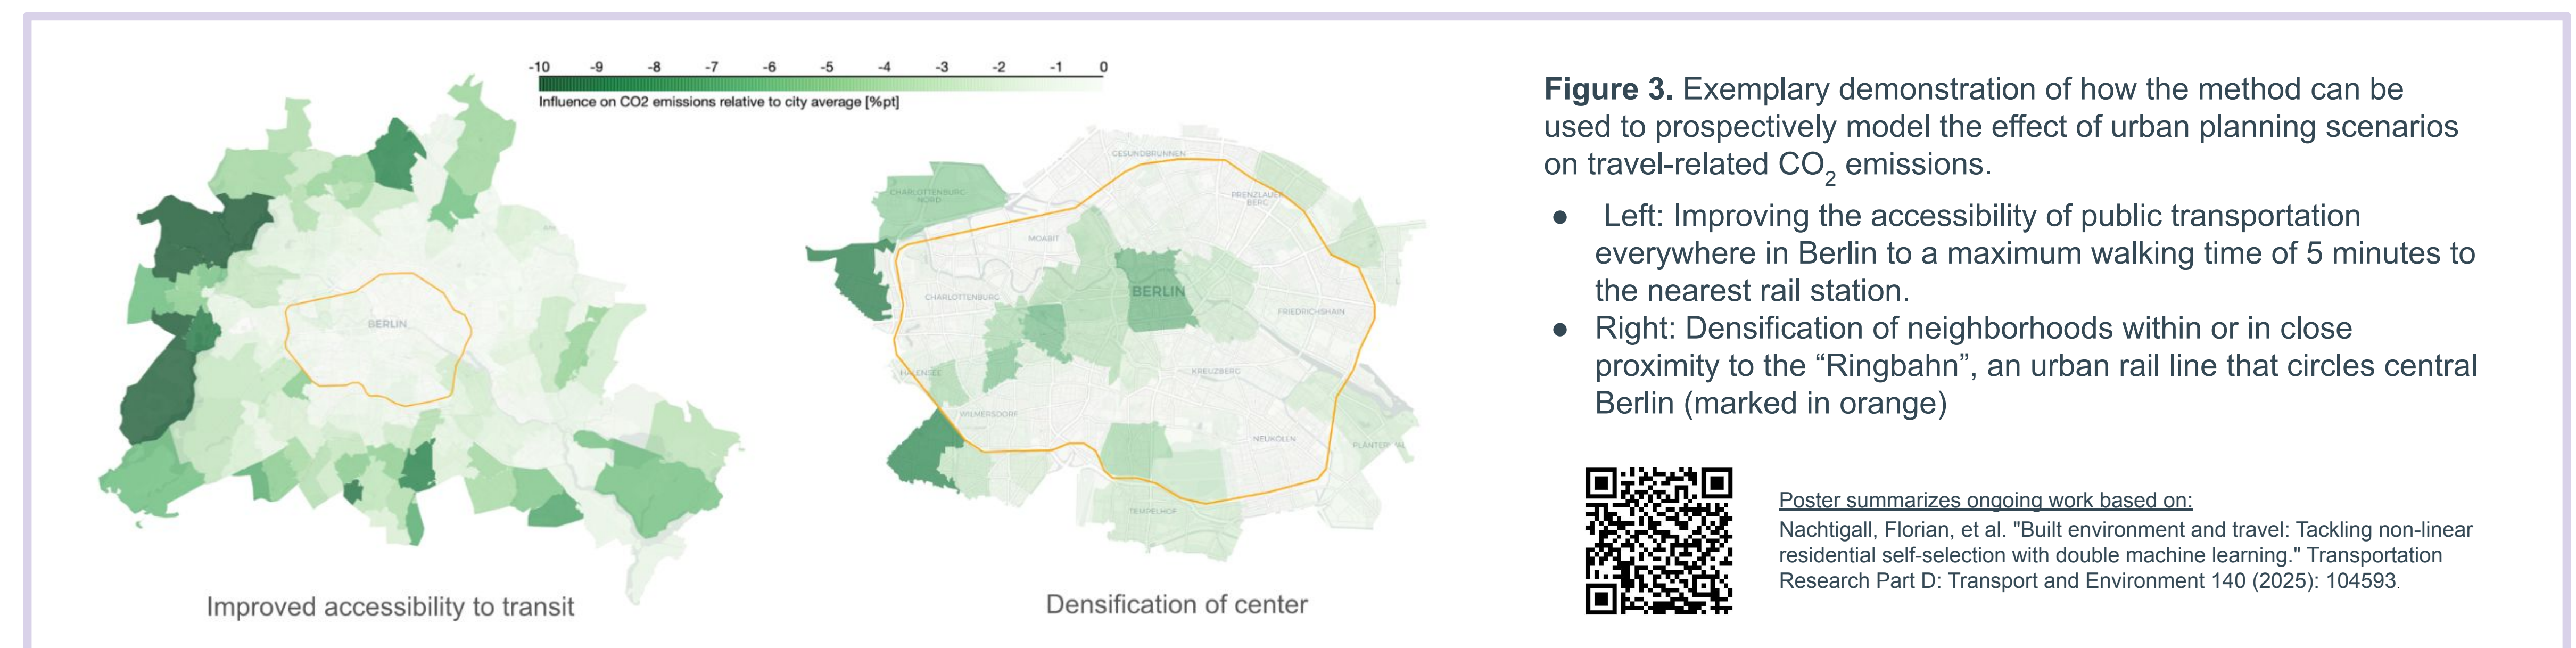 -10 -9 -8 -7 -6 -5 -4 -3 -2 -1 0
Influence on CO2 emissions relative to city average [%pt]
BERLIN
Improved accessibility to transit
GESUNDBRUNNEN
CHARLOTTENBURG-
NORD
PRENZLAUER
BERG
MOABIT
BERLIN
CHARLOTTENBURG
FRIEDRICHSHAIN
HALENSEE
KREUZBERG
WILMERSDORF
NEUKÖLLN
TEMPELHOF
Densification of center
Figure 3. Exemplary demonstration of how the method can be
used to prospectively model the effect of urban planning scenarios
on travel-related CO2 emissions.
● Left: Improving the accessibility of public transportation
everywhere in Berlin to a maximum walking time of 5 minutes to
the nearest rail station.
● Right: Densification of neighborhoods within or in close
proximity to the “Ringbahn”, an urban rail line that circles central
Berlin (marked in orange)
Poster summarizes ongoing work based on:
Nachtigall, Florian, et al. "Built environment and travel: Tackling non-linear
residential self-selection with double machine learning." Transportation
Research Part D: Transport and Environment 140 (2025): 104593.